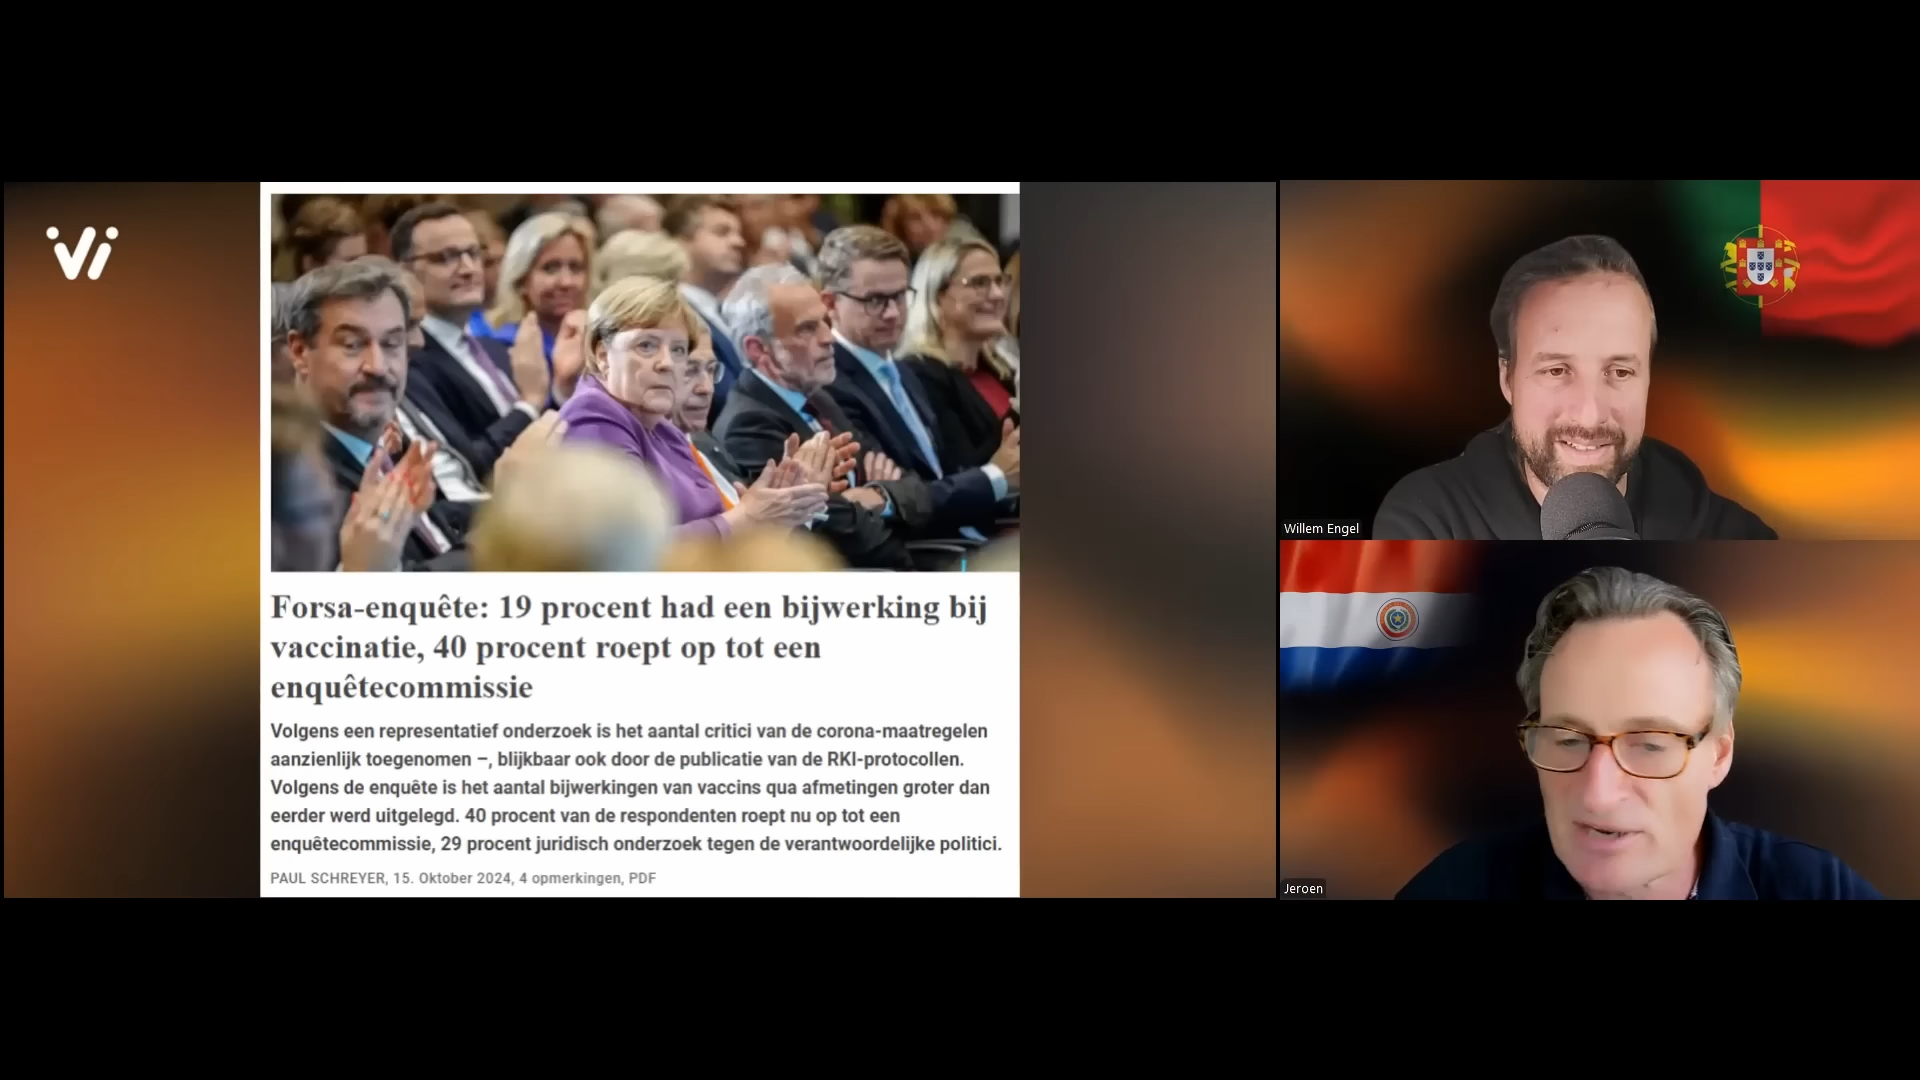 Forsa-enquête: 19 procent had een bijwerking bij
vaccinatie, 40 procent roept op tot een
enquêtecommissie
Volgens een representatief onderzoek is het aantal critici van de corona-maatregelen
aanzienlijk toegenomen –, blijkbaar ook door de publicatie van de RKI-protocollen.
Volgens de enquête is het aantal bijwerkingen van vaccins qua afmetingen groter dan
eerder werd uitgelegd. 40 procent van de respondenten roept nu op tot een
enquêtecommissie, 29 procent juridisch onderzoek tegen de verantwoordelijke politici.
PAUL SCHREYER, 15. Oktober 2024, 4 opmerkingen, PDF
Willem Engel
Jeroen